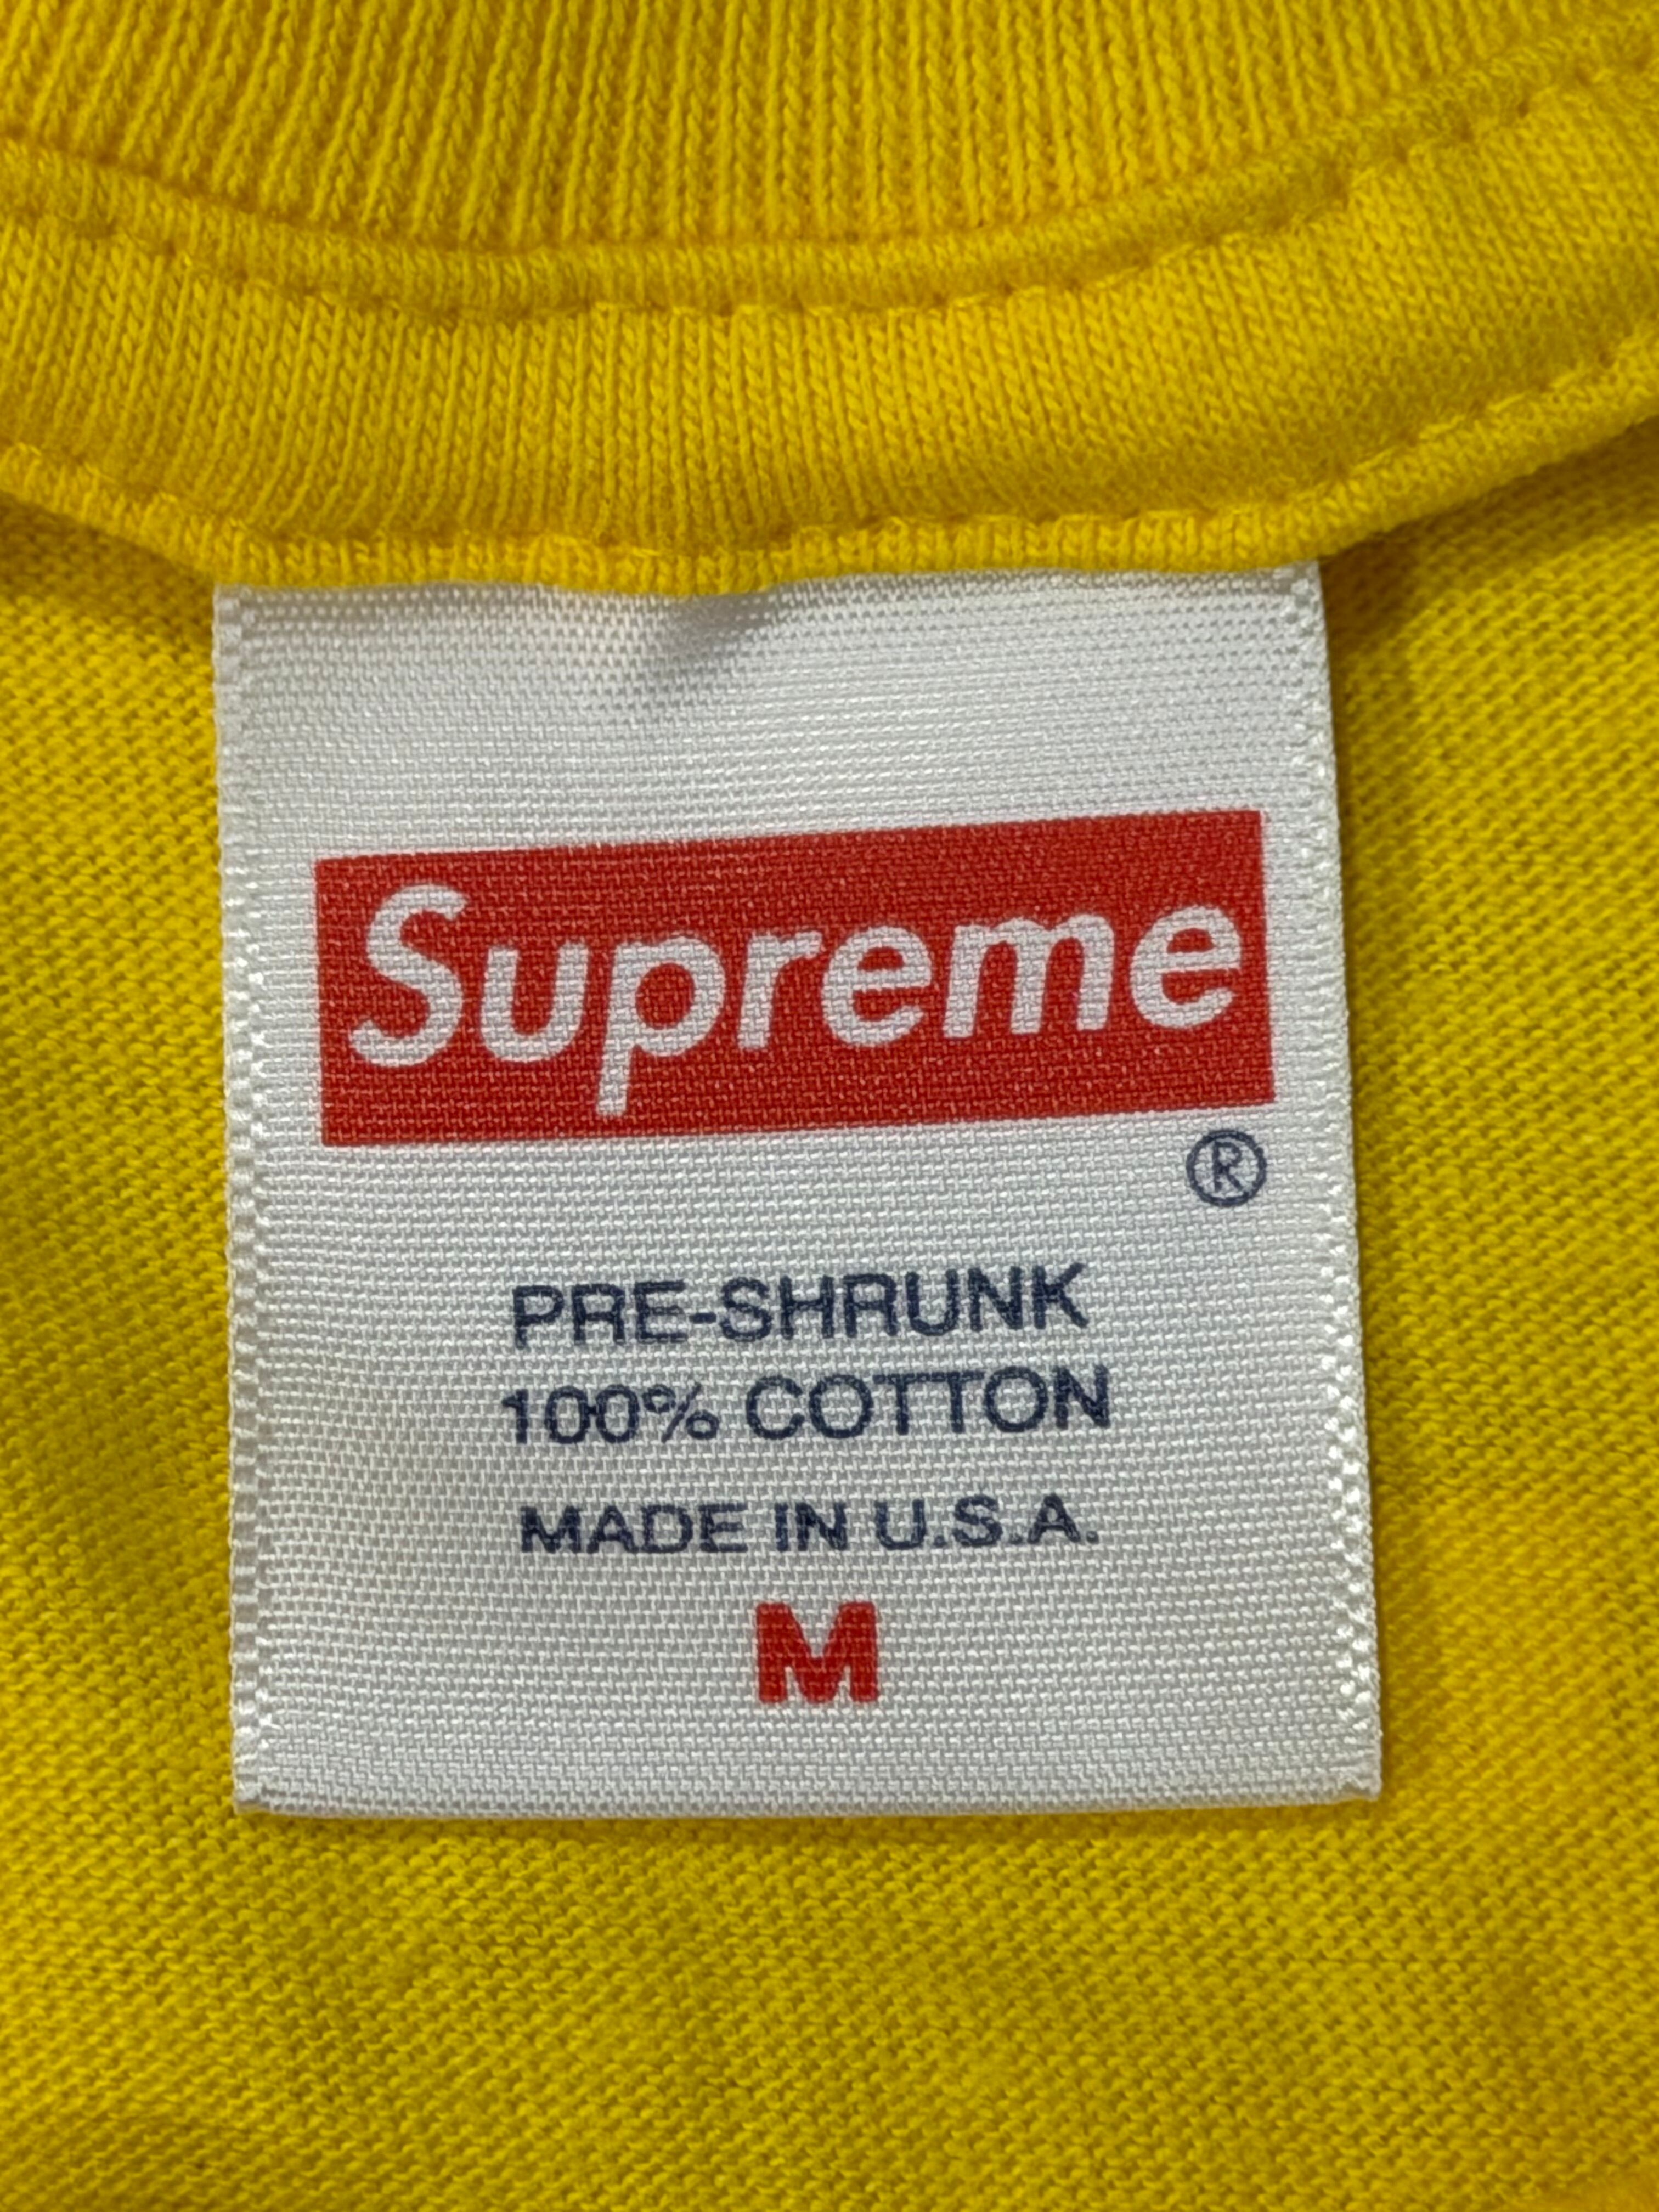 Supreme
®
PRE-SHRUNK
100% COTTON
MADE IN U.S.A.
M